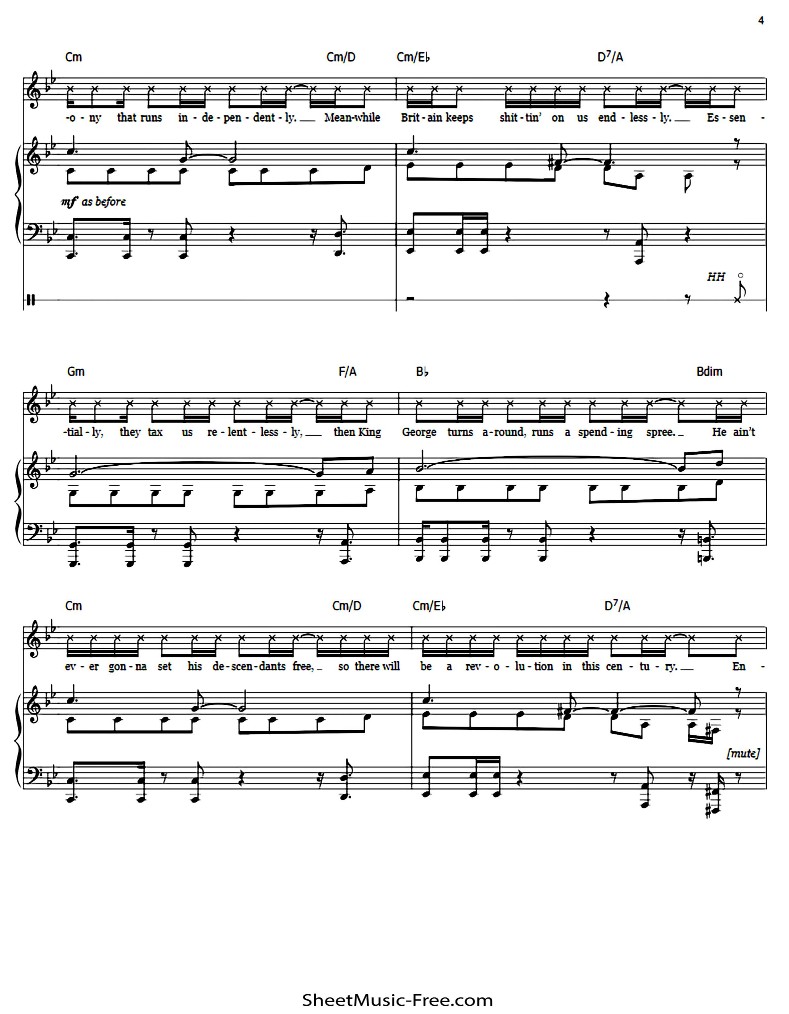 4
Cm Cm/D Cm/E♭ D7/A
-o-ny that runs in-de-pen-dent-ly. Mean-while Brit-ain keeps shit-tin' on us end-less-ly. Es-sen-
mf as before
HH
Gm F/A B♭ Bdim
-tial-ly, they tax us re-lent-less-ly, then King George turns a-round, runs a spend-ing spree. He ain't
Cm Cm/D Cm/E♭ D7/A
ev-er gon-na set his de-scen-dants free, so there will be a rev-o-lu-tion in this cen-tu-ry. En-
[mute]
SheetMusic-Free.com